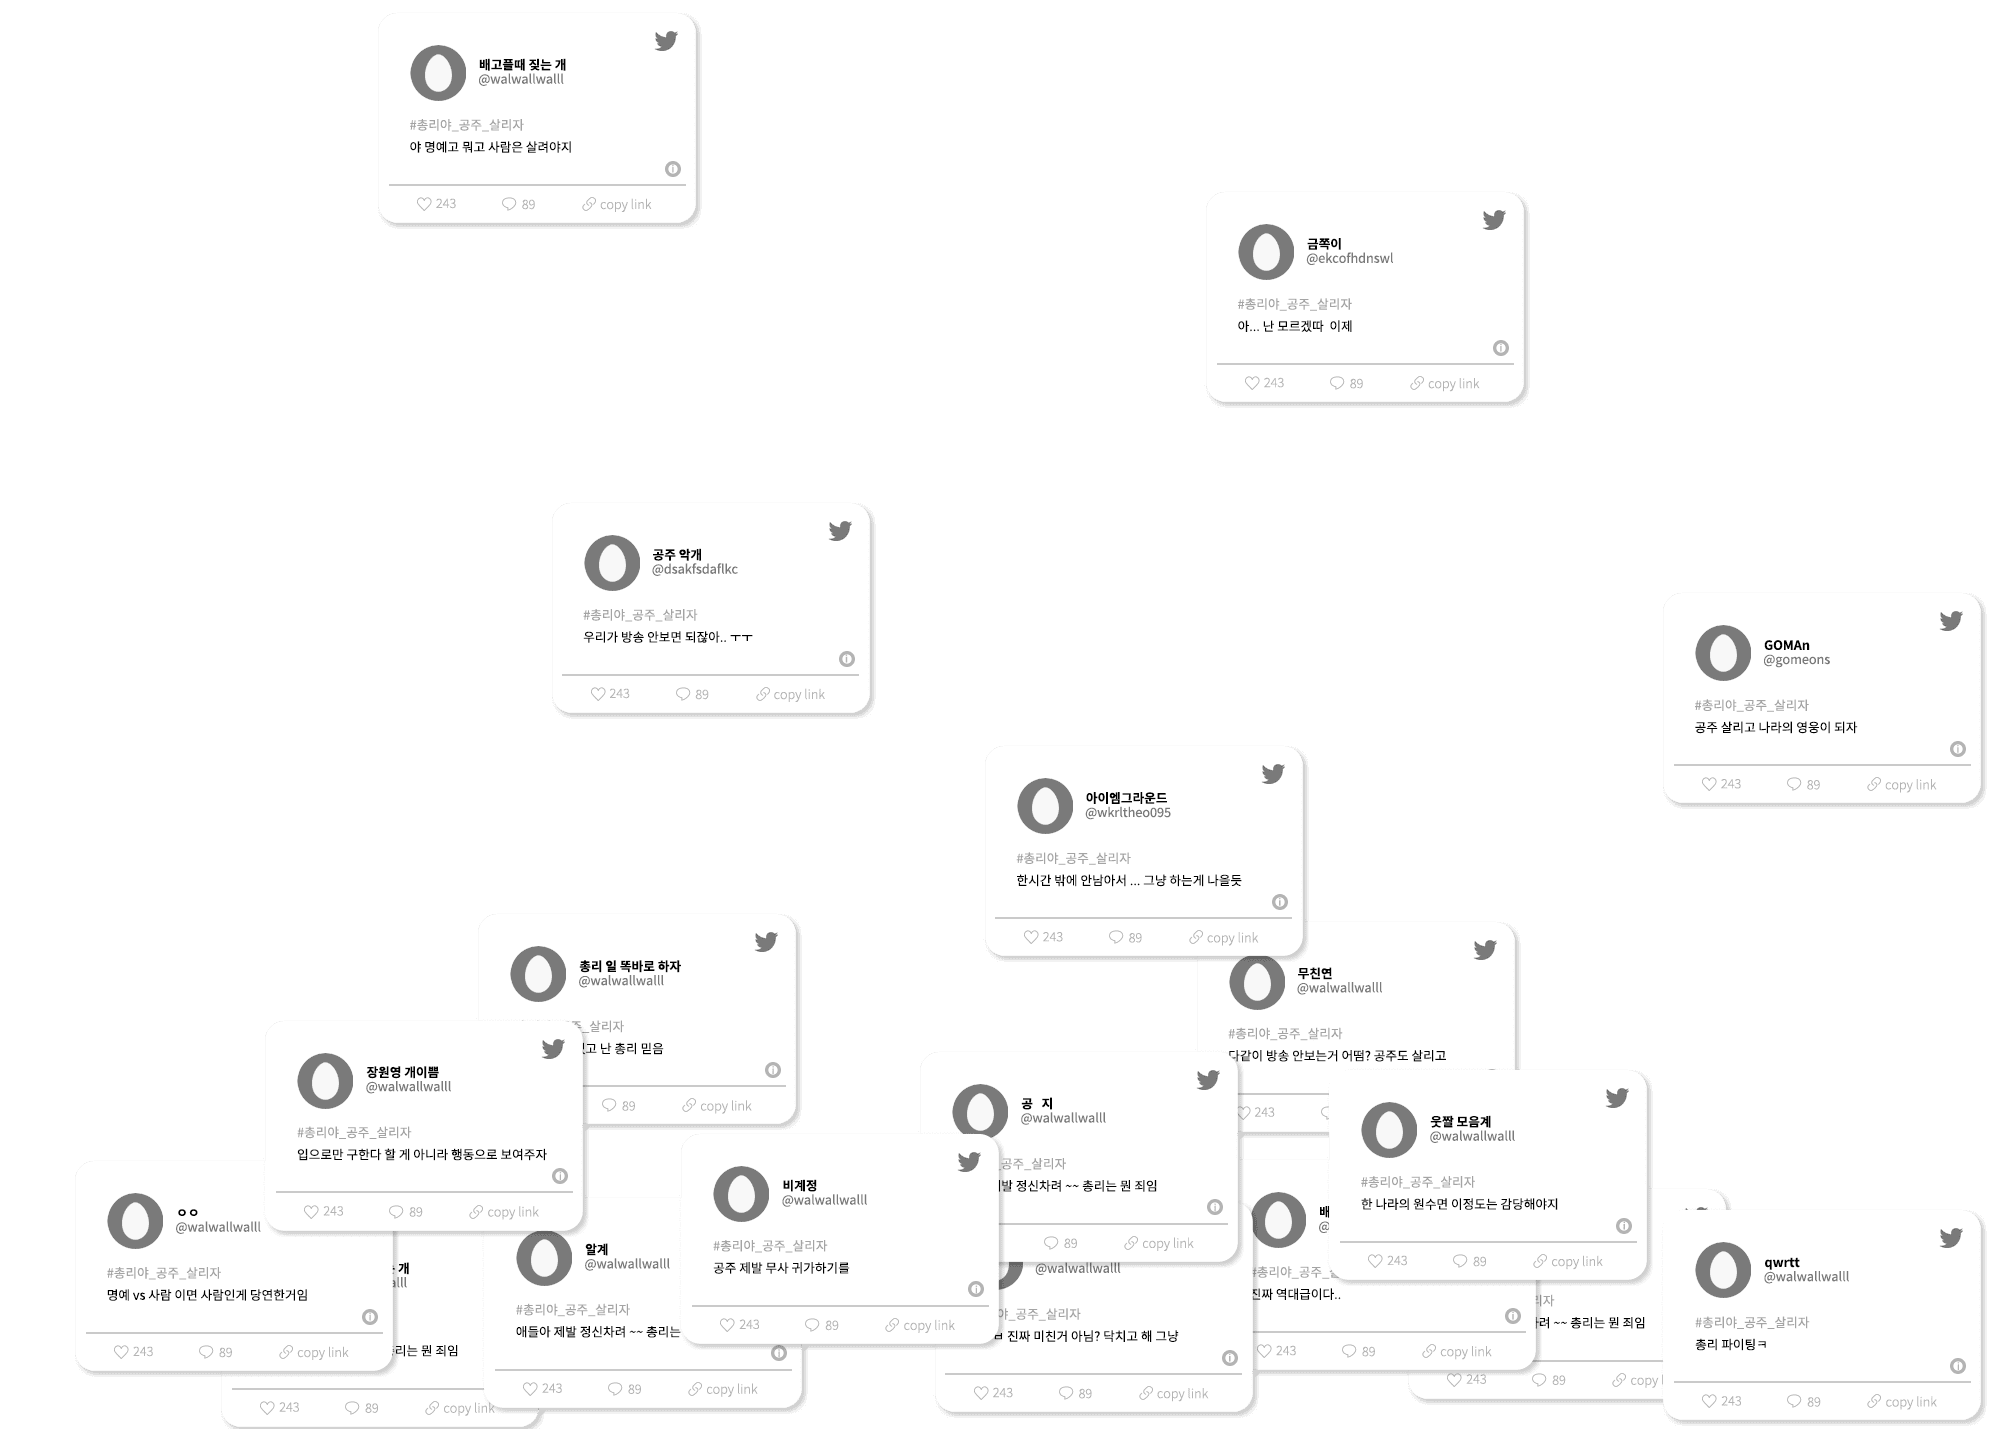 배고플때 짖는 개
@walwallwalll
#총리야_공주_살리자
야 명예고 뭐고 사람은 살려야지
243 89 copy link
금쪽이
@ekcofhdnswl
#총리야_공주_살리자
아... 난 모르겠따 이제
243 89 copy link
공주 악개
@dsakfsdaflkc
#총리야_공주_살리자
우리가 방송 안보면 되잖아.. ㅜㅜ
243 89 copy link
GOMAn
@gomeons
#총리야_공주_살리자
공주 살리고 나라의 영웅이 되자
243 89 copy link
아이엠그라운드
@wkrltheo095
#총리야_공주_살리자
한시간 밖에 안남아서 ... 그냥 하는게 나을듯
243 89 copy link
총리 일 똑바로 하자
@walwallwalll
_살리자
고 난 총리 믿음
89 copy link
무친연
@walwallwalll
#총리야_공주_살리자
다같이 방송 안보는거 어떰? 공주도 살리고
243
장원영 개이쁨
@walwallwalll
#총리야_공주_살리자
입으로만 구한다 할 게 아니라 행동으로 보여주자
243 89 copy link
공 지
@walwallwalll
공주_살리자
발 정신차려 ~~ 총리는 뭔 죄임
89 copy link
웃짤 모음계
@walwallwalll
#총리야_공주_살리자
한 나라의 원수면 이정도는 감당해야지
243 89 copy link
비계정
@walwallwalll
#총리야_공주_살리자
공주 제발 무사 귀가하기를
243 89 copy link
ㅇㅇ
@walwallwalll
#총리야_공주_살리자
명예 vs 사람 이면 사람인게 당연한거임
243 89 copy link
개
리는 뭔 죄임
243 89 copy link
알계
@walwallwalll
#총리야_공주_살리자
애들아 제발 정신차려 ~~ 총리는
243 89 copy link
@walwallwalll
공주_살리자
진짜 미친거 아님? 닥치고 해 그냥
243 89 copy link
배
@
#총리야_공주_
진짜 역대급이다..
243 89 copy link
리자
려 ~~ 총리는 뭔 죄임
243 89 copy l
qwrtt
@walwallwalll
#총리야_공주_살리자
총리 파이팅ㅋ
243 89 copy link